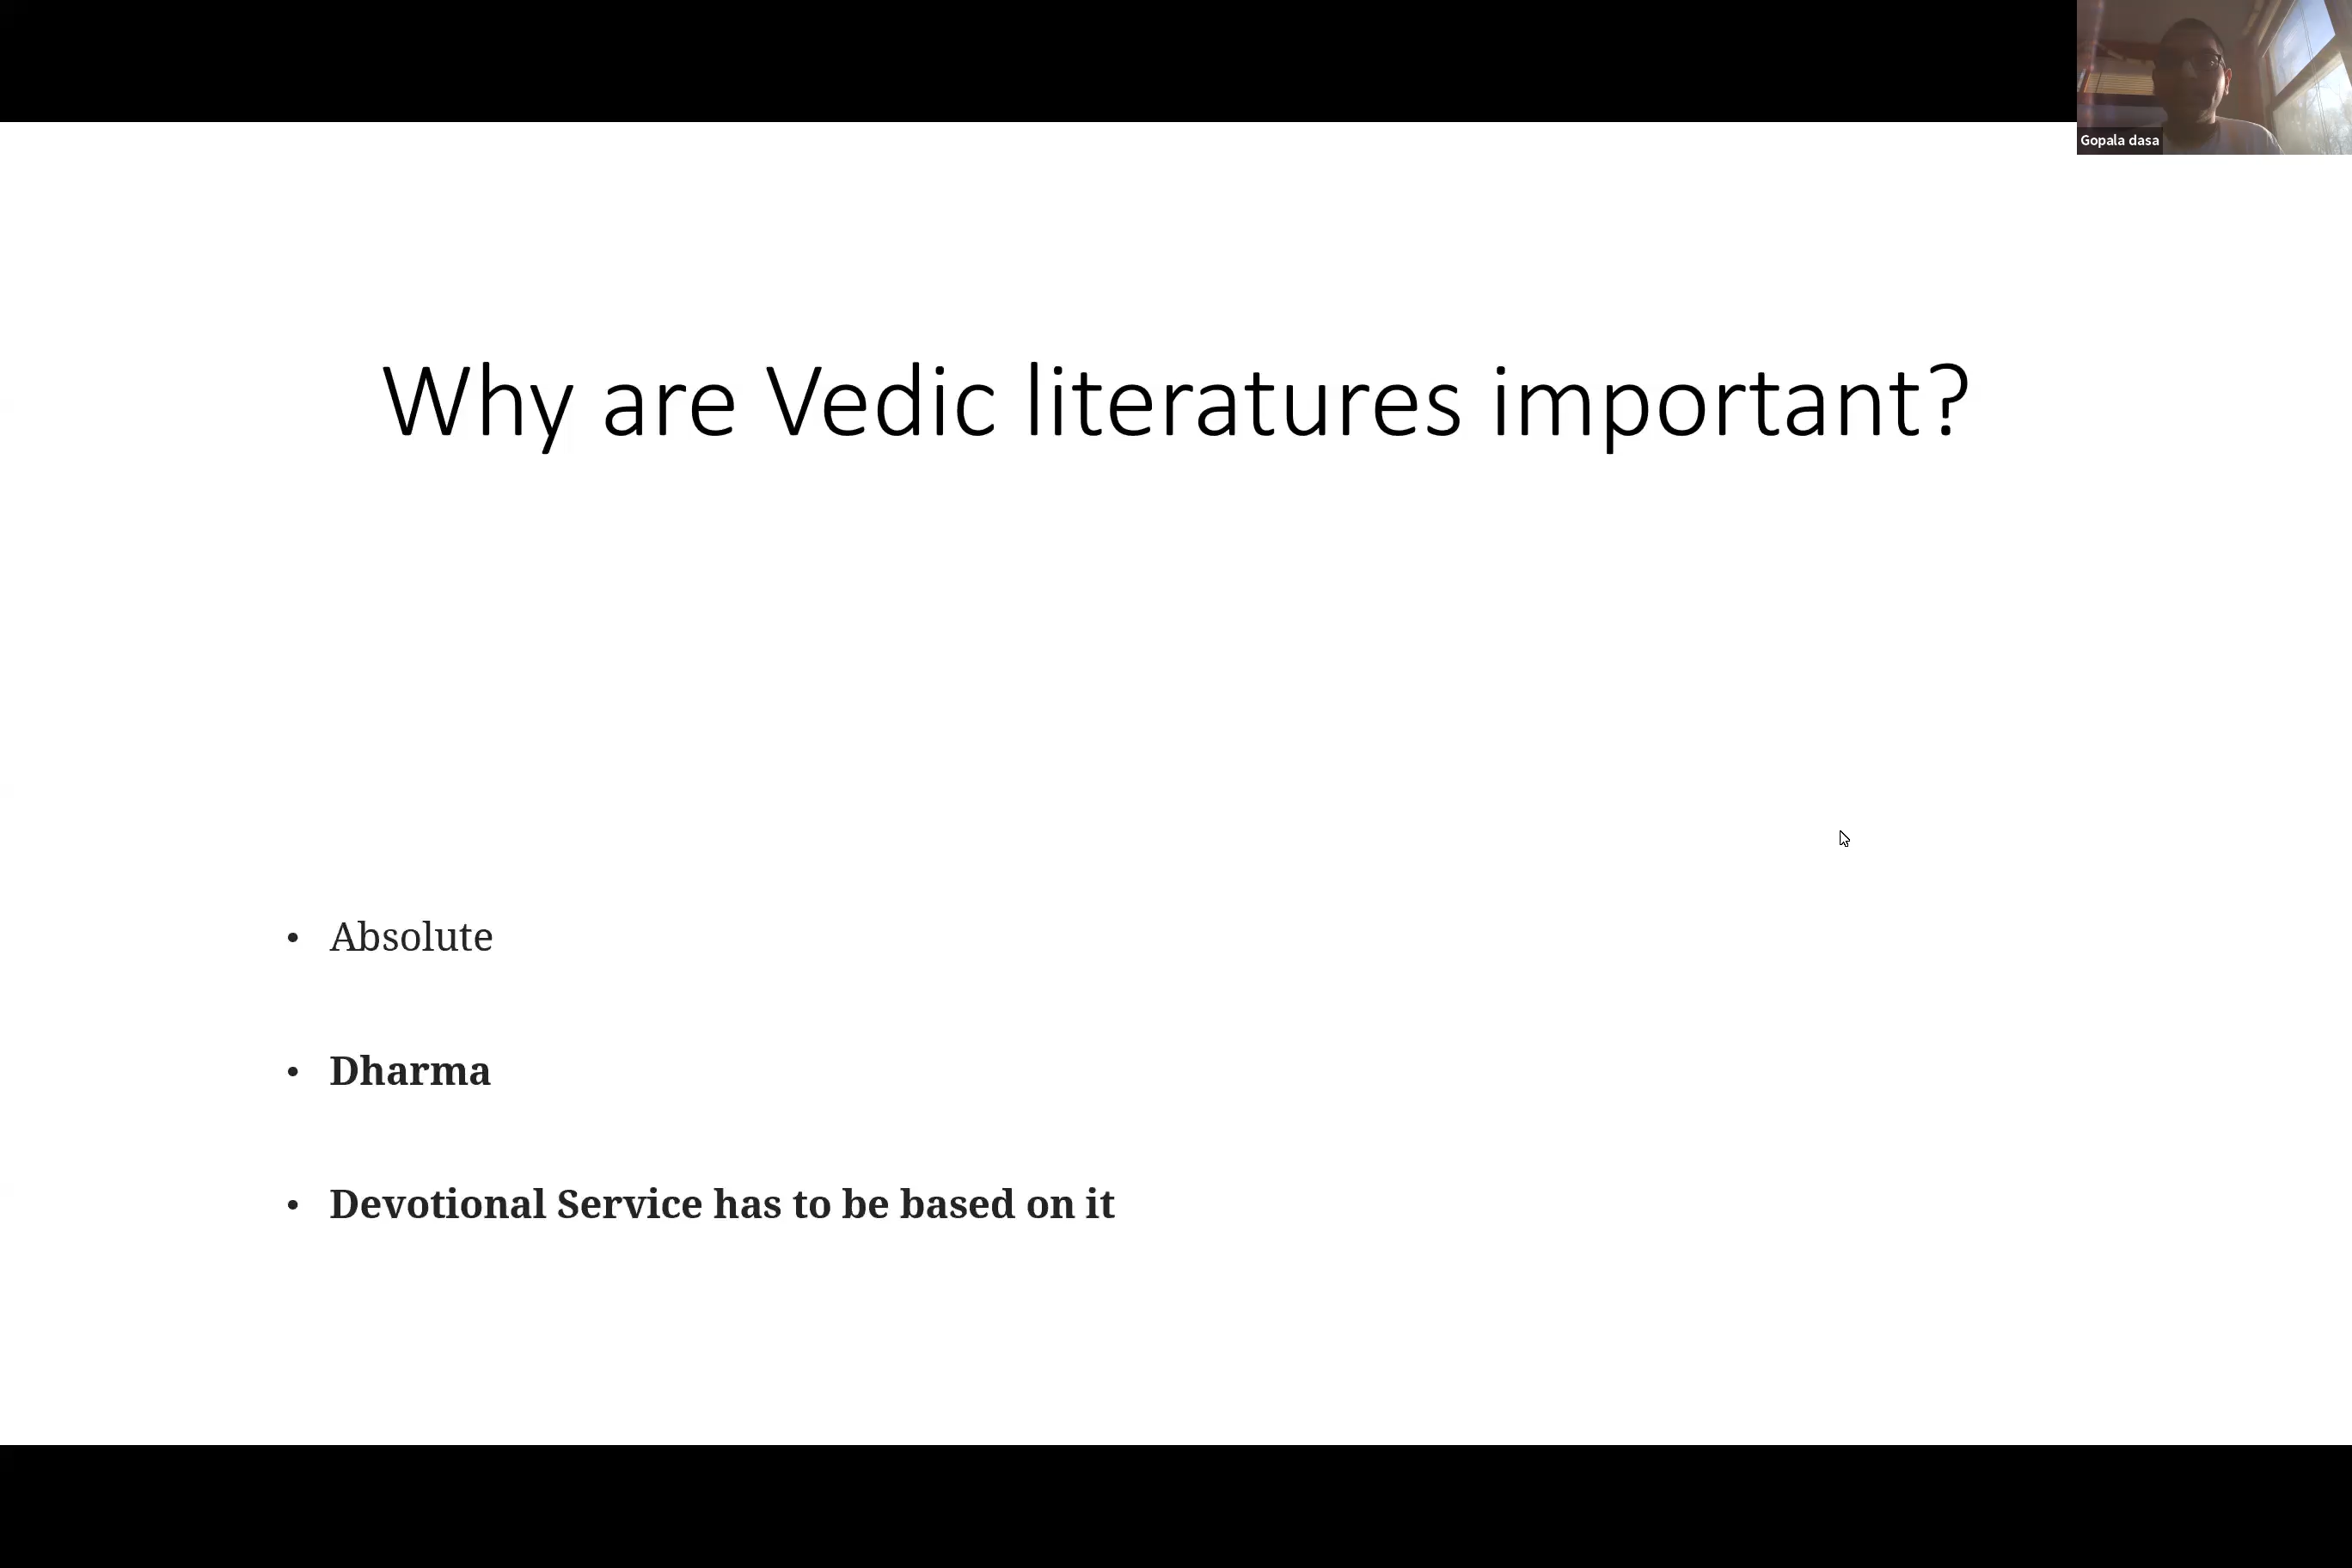 Gopala dasa
Why are Vedic literatures important?
• Absolute
• Dharma
• Devotional Service has to be based on it